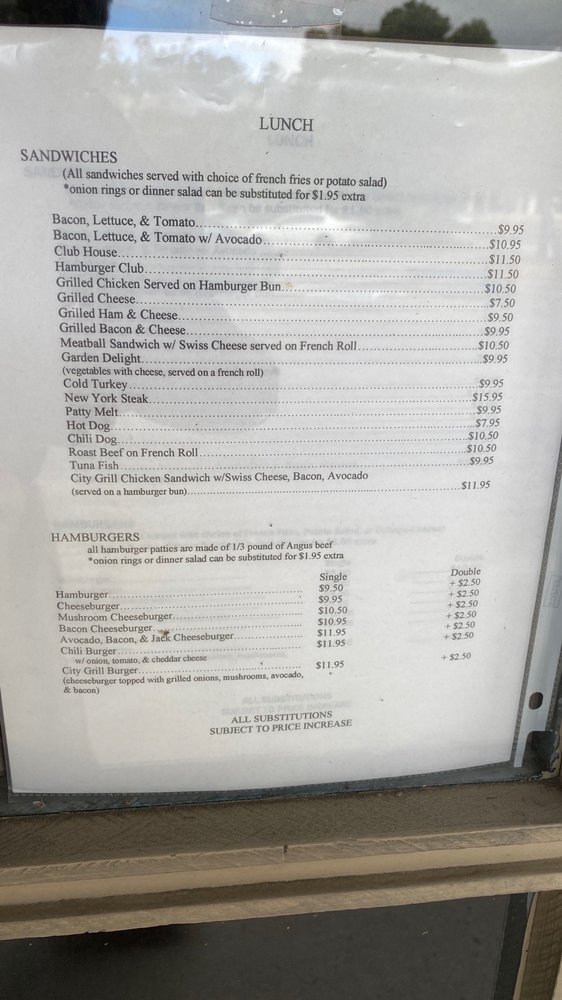 LUNCH
SANDWICHES
(All sandwiches served with choice of french fries or potato salad)
*onion rings or dinner salad can be substituted for $1.95 extra
Bacon, Lettuce, & Tomato $9.95
Bacon, Lettuce, & Tomato w/ Avocado $10.95
Club House $11.50
Hamburger Club $11.50
Grilled Chicken Served on Hamburger Bun $10.50
Grilled Cheese $7.50
Grilled Ham & Cheese $9.50
Grilled Bacon & Cheese $9.95
Meatball Sandwich w/ Swiss Cheese served on French Roll $10.50
Garden Delight $9.95
(vegetables with cheese, served on a french roll)
Cold Turkey $9.95
New York Steak $15.95
Patty Melt $9.95
Hot Dog $7.95
Chili Dog $10.50
Roast Beef on French Roll $10.50
Tuna Fish $9.95
City Grill Chicken Sandwich w/Swiss Cheese, Bacon, Avocado
(served on a hamburger bun) $11.95
HAMBURGERS
all hamburger patties are made of 1/3 pound of Angus beef
*onion rings or dinner salad can be substituted for $1.95 extra
Single Double
Hamburger $9.50 + $2.50
Cheeseburger $9.95 + $2.50
Mushroom Cheeseburger $10.50 + $2.50
Bacon Cheeseburger $10.95 + $2.50
Avocado, Bacon, & Jack Cheeseburger $11.95 + $2.50
Chili Burger $11.95 + $2.50
w/ onion, tomato, & cheddar cheese
City Grill Burger $11.95 + $2.50
(cheeseburger topped with grilled onions, mushrooms, avocado,
& bacon)
ALL SUBSTITUTIONS
SUBJECT TO PRICE INCREASE